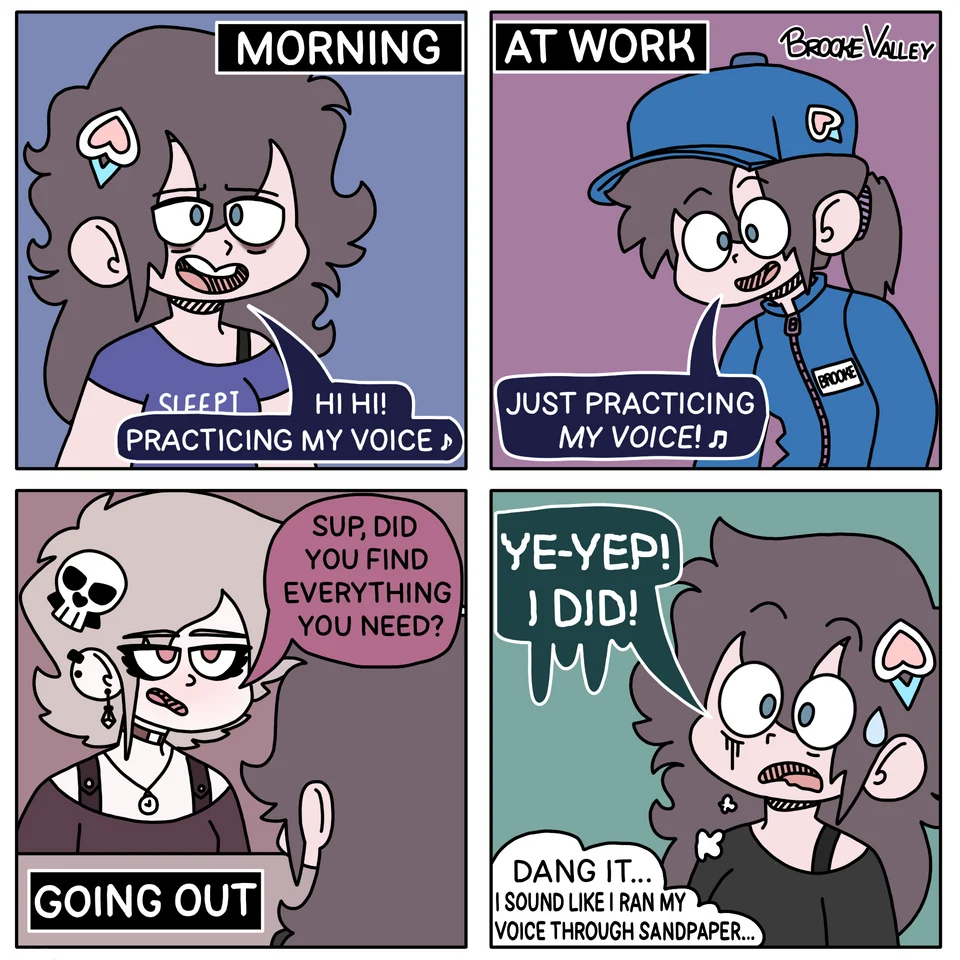 MORNING
SLEEPI
HI HI!
PRACTICING MY VOICE ♪
AT WORK
BROOKE VALLEY
BROOKE
JUST PRACTICING
MY VOICE! ♫
SUP, DID
YOU FIND
EVERYTHING
YOU NEED?
GOING OUT
YE-YEP!
I DID!
DANG IT...
I SOUND LIKE I RAN MY
VOICE THROUGH SANDPAPER...